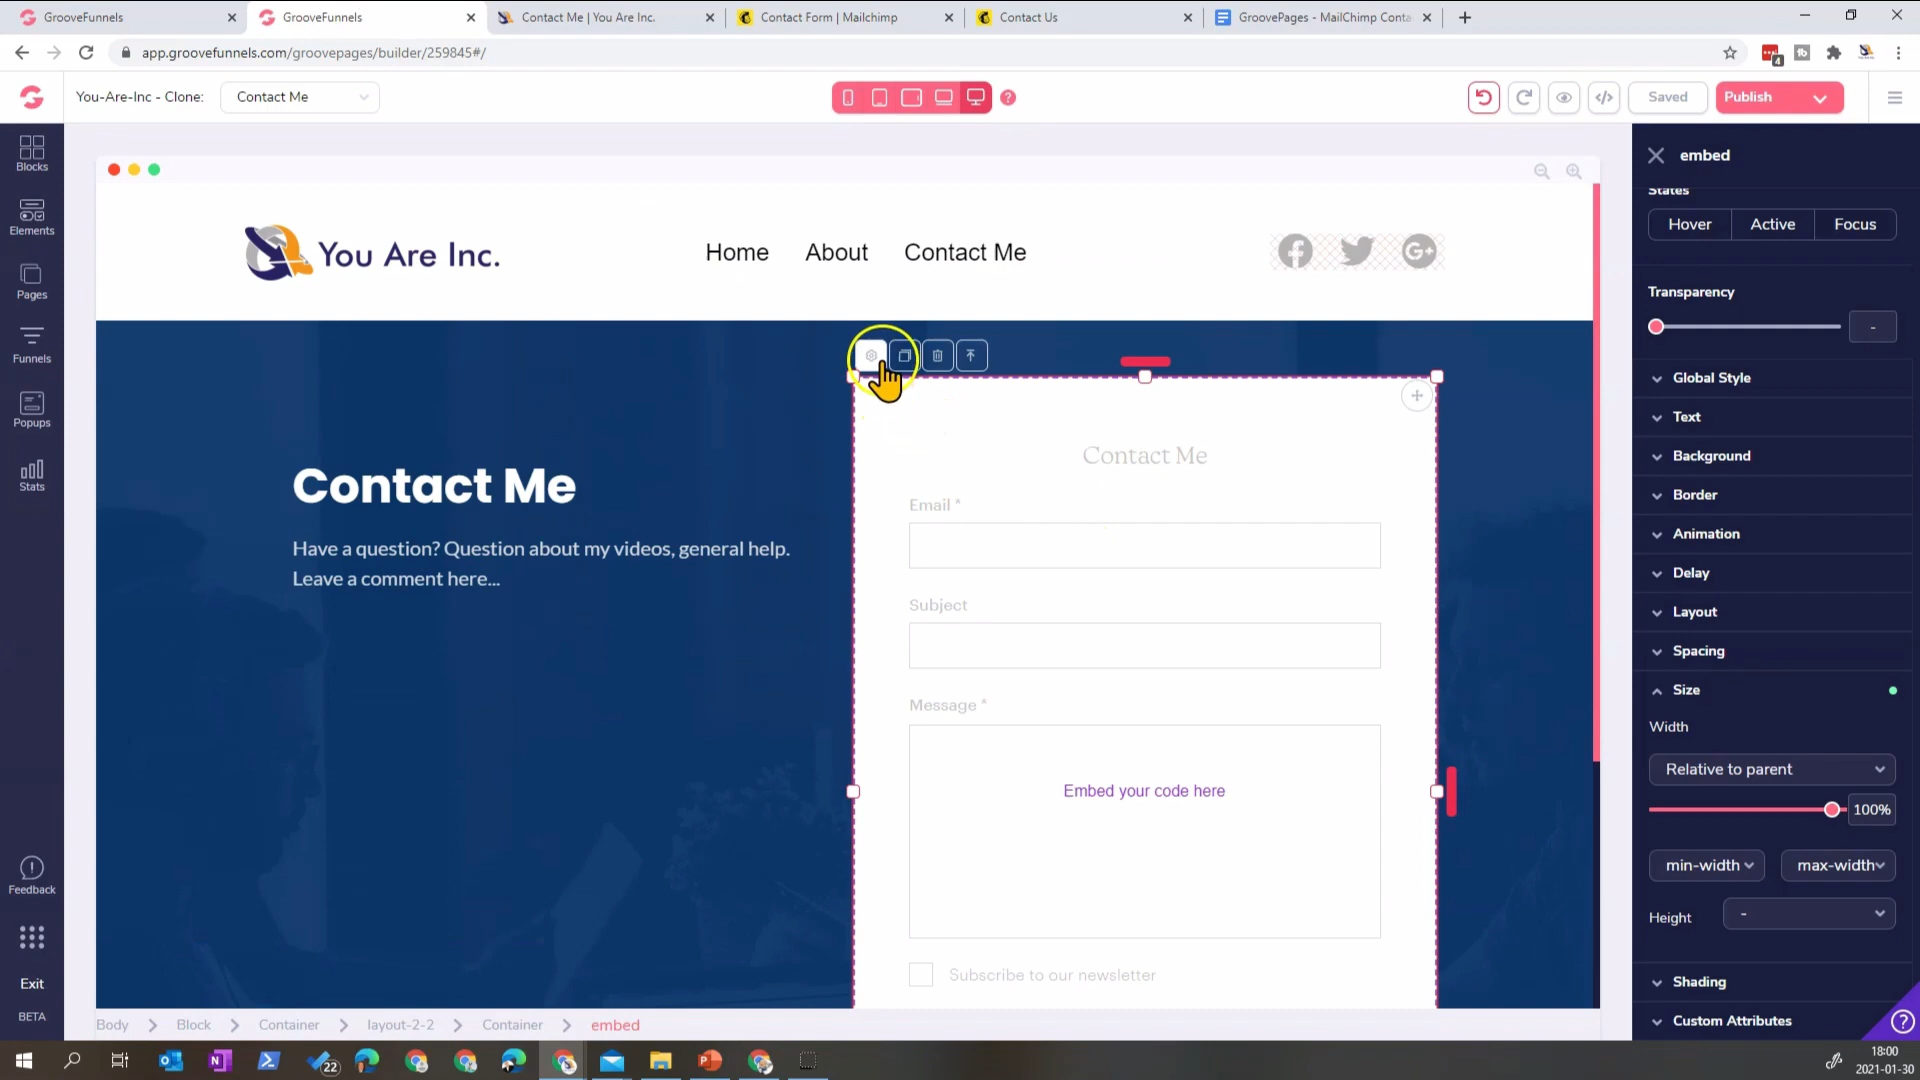 GrooveFunnels
GrooveFunnels
Contact Me | You Are Inc.
Contact Form | Mailchimp
Contact Us
GroovePages - MailChimp Conta
app.groovefunnels.com/groovepages/builder/259845#/
4
You-Are-Inc - Clone:
Contact Me
?
Saved
Publish
Blocks
Elements
Pages
Funnels
Popups
Stats
Feedback
Exit
BETA
You Are Inc.
Home
About
Contact Me
Contact Me
Have a question? Question about my videos, general help.
Leave a comment here...
Contact Me
Email *
Subject
Message *
Embed your code here
Subscribe to our newsletter
Body
Block
Container
layout-2-2
Container
embed
embed
States
Hover
Active
Focus
Transparency
-
Global Style
Text
Background
Border
Animation
Delay
Layout
Spacing
Size
Width
Relative to parent
100%
min-width
max-width
Height
-
Shading
Custom Attributes
?
22
18:00
2021-01-30